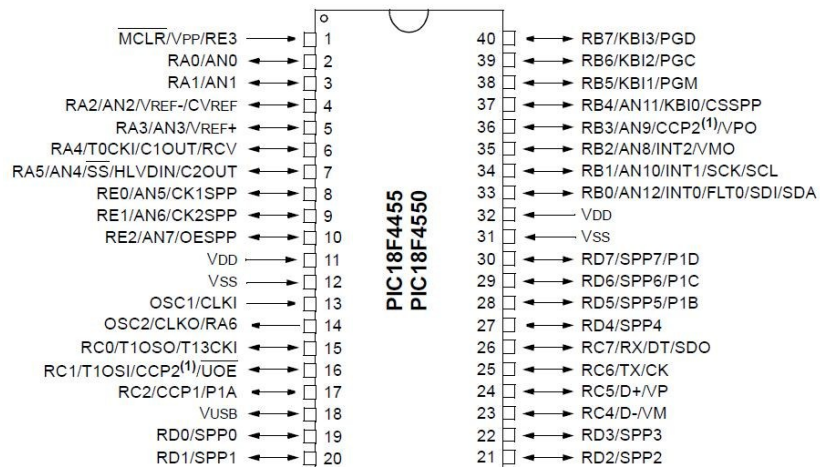 MCLR/VPP/RE3 1
RA0/AN0 2
RA1/AN1 3
RA2/AN2/VREF-/CVREF 4
RA3/AN3/VREF+ 5
RA4/T0CKI/C1OUT/RCV 6
RA5/AN4/SS/HLVDIN/C2OUT 7
RE0/AN5/CK1SPP 8
RE1/AN6/CK2SPP 9
RE2/AN7/OESPP 10
VDD 11
VSS 12
OSC1/CLKI 13
OSC2/CLKO/RA6 14
RC0/T1OSO/T13CKI 15
RC1/T1OSI/CCP2(1)/UOE 16
RC2/CCP1/P1A 17
VUSB 18
RD0/SPP0 19
RD1/SPP1 20
PIC18F4455
PIC18F4550
40 RB7/KBI3/PGD
39 RB6/KBI2/PGC
38 RB5/KBI1/PGM
37 RB4/AN11/KBI0/CSSPP
36 RB3/AN9/CCP2(1)/VPO
35 RB2/AN8/INT2/VMO
34 RB1/AN10/INT1/SCK/SCL
33 RB0/AN12/INT0/FLT0/SDI/SDA
32 VDD
31 VSS
30 RD7/SPP7/P1D
29 RD6/SPP6/P1C
28 RD5/SPP5/P1B
27 RD4/SPP4
26 RC7/RX/DT/SDO
25 RC6/TX/CK
24 RC5/D+/VP
23 RC4/D-/VM
22 RD3/SPP3
21 RD2/SPP2